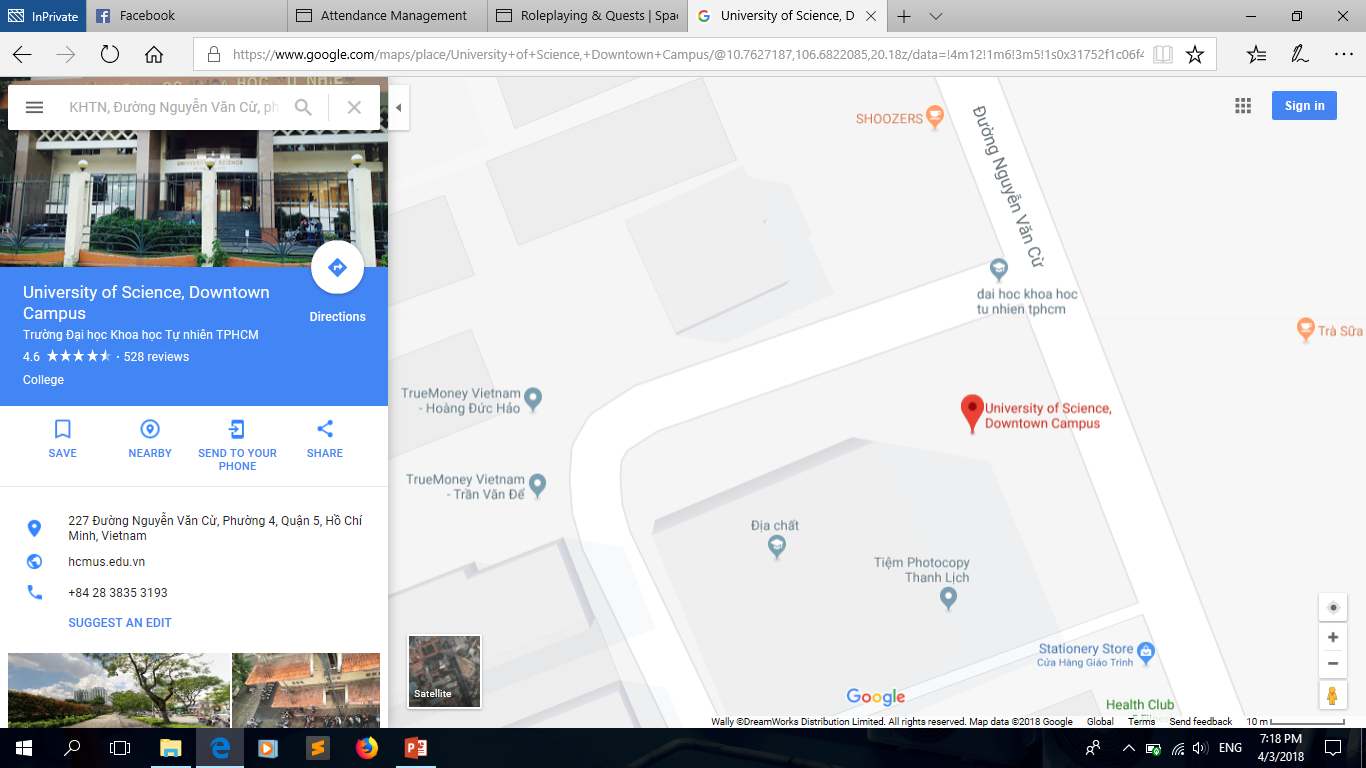 InPrivate
Facebook
Attendance Management
Roleplaying & Quests | Spac
University of Science, D
https://www.google.com/maps/place/University+of+Science,+Downtown+Campus/@10.7627187,106.6822085,20.18z/data=!4m12!1m6!3m5!1s0x31752f1c06f4
KHTN, Đường Nguyễn Văn Cừ, ph
Sign in
UNIVERSITY OF SCIENCE
University of Science, Downtown
Campus
Trường Đại học Khoa học Tự nhiên TPHCM
4.6 ★★★★★ · 528 reviews
College
Directions
SAVE
NEARBY
SEND TO YOUR
PHONE
SHARE
227 Đường Nguyễn Văn Cừ, Phường 4, Quận 5, Hồ Chí
Minh, Vietnam
hcmus.edu.vn
+84 28 3835 3193
SUGGEST AN EDIT
SHOOZERS
Đường Nguyễn Văn Cừ
dai hoc khoa hoc
tu nhien tphcm
Trà Sữa
TrueMoney Vietnam
- Hoàng Đức Hảo
University of Science,
Downtown Campus
TrueMoney Vietnam
- Trần Văn Đế
Địa chất
Tiệm Photocopy
Thanh Lịch
Stationery Store
Cửa Hàng Giáo Trình
Health Club
Satellite
Google
Wally ©DreamWorks Distribution Limited. All rights reserved. Map data ©2018 Google
Global
Terms
Send feedback
10 m
ENG
7:18 PM
4/3/2018